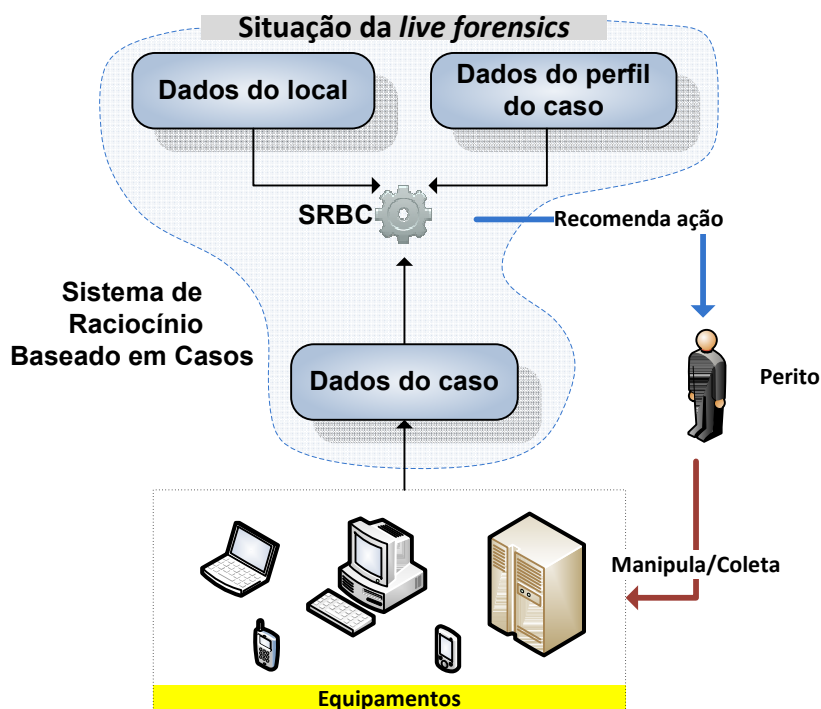 Situação da live forensics
Dados do local
Dados do perfil
do caso
SRBC
Recomenda ação
Sistema de
Raciocínio
Baseado em Casos
Dados do caso
Perito
Manipula/Coleta
Equipamentos